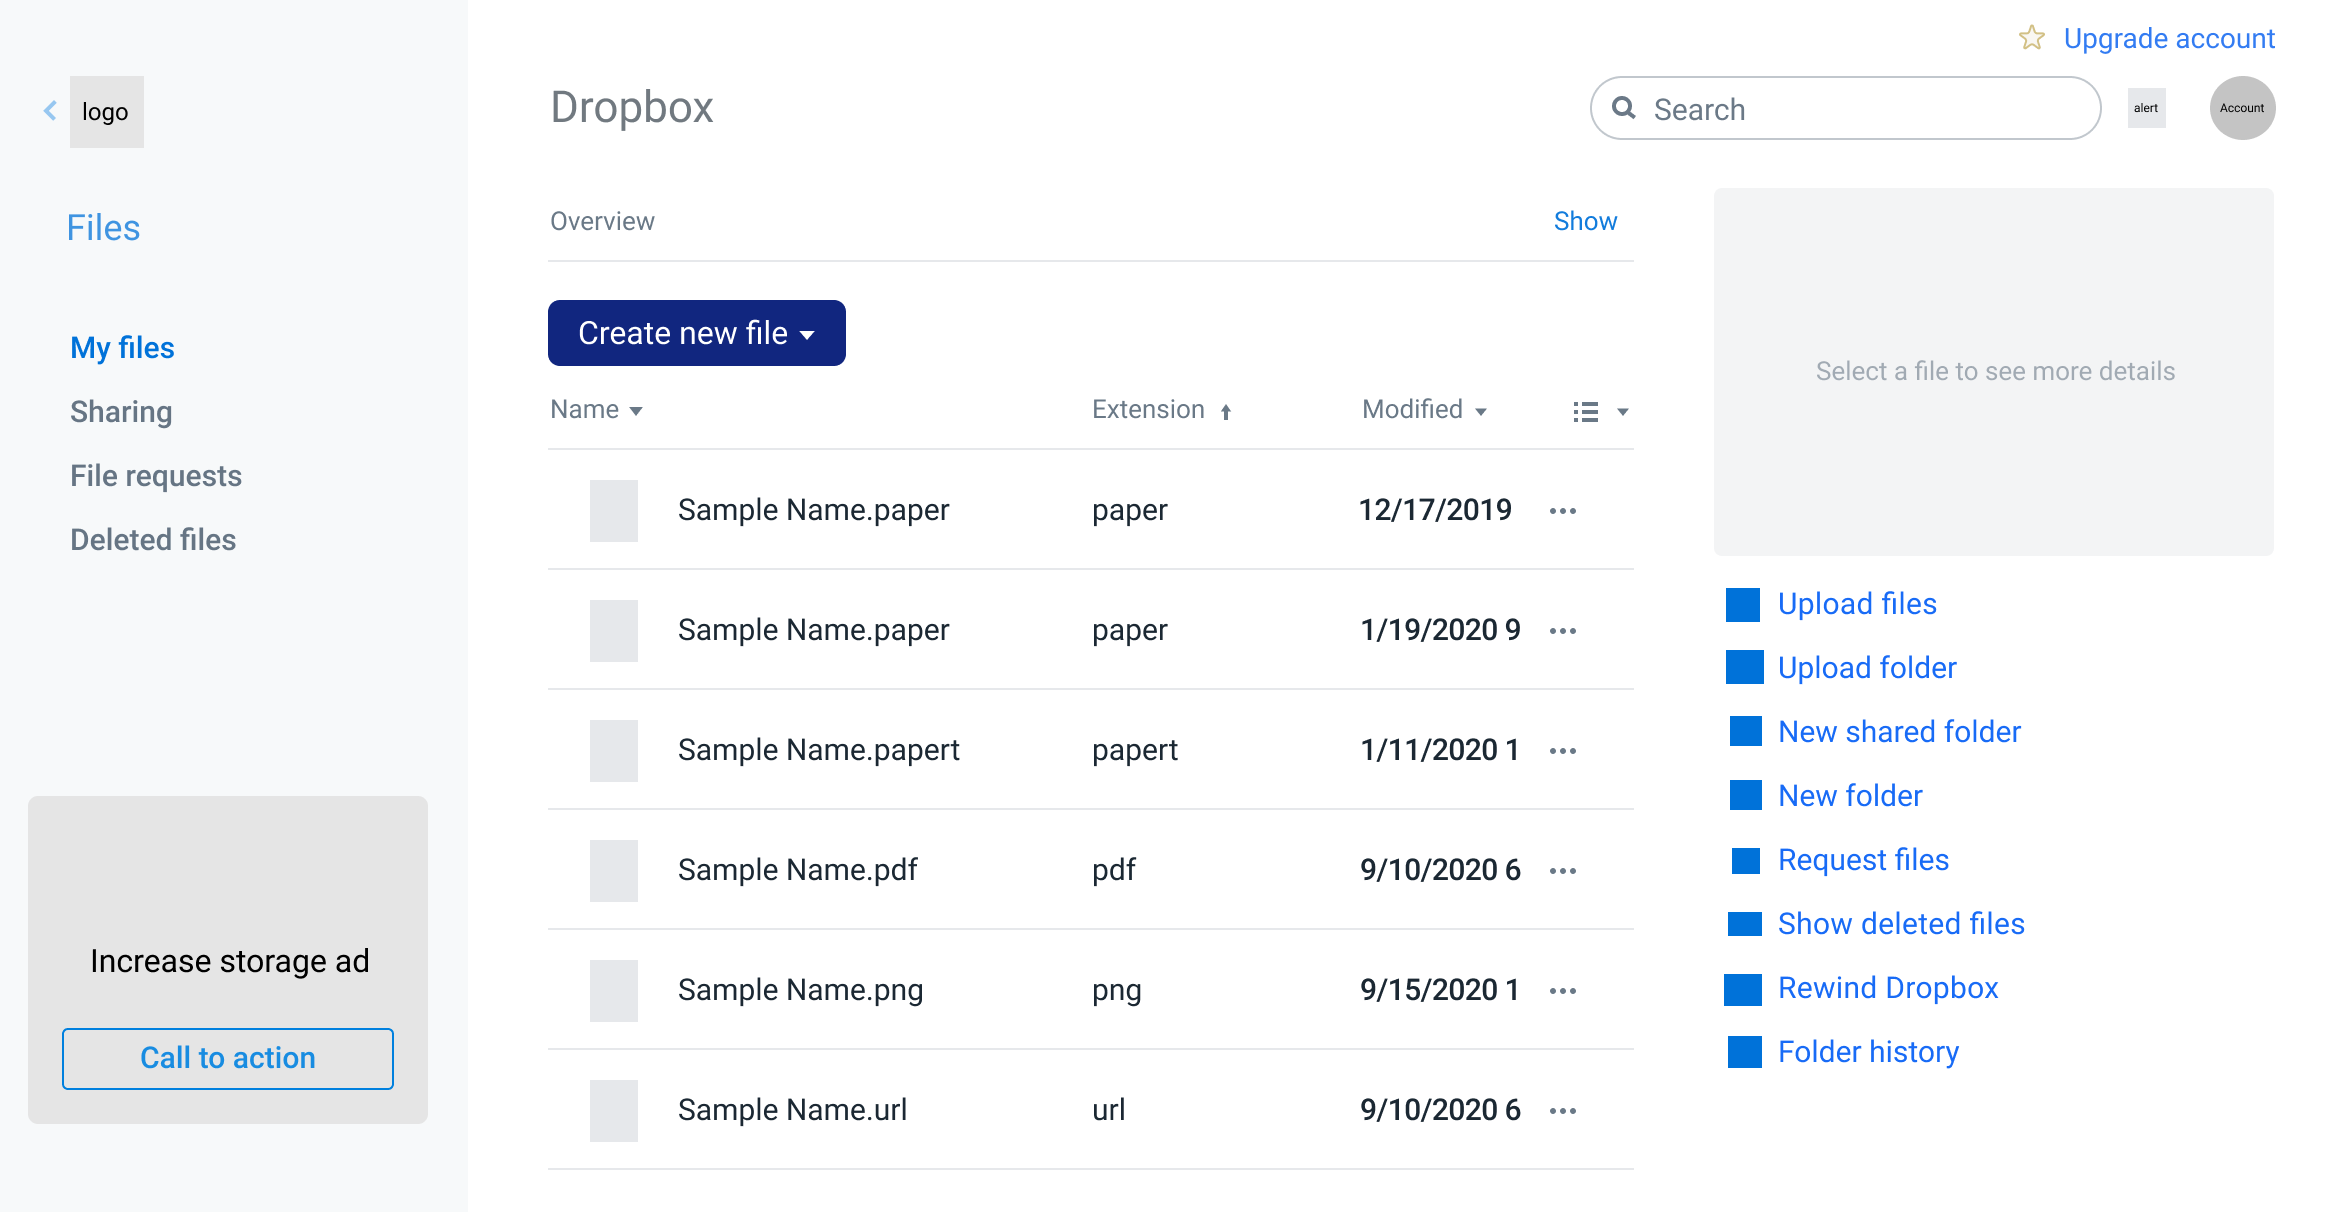 Upgrade account
logo
Dropbox
Search
alert
Account
Files
My files
Sharing
File requests
Deleted files
Increase storage ad
Call to action
Overview
Show
Create new file
Name
Extension
Modified
Sample Name.paper
paper
12/17/2019
Sample Name.paper
paper
1/19/2020 9
Sample Name.papert
papert
1/11/2020 1
Sample Name.pdf
pdf
9/10/2020 6
Sample Name.png
png
9/15/2020 1
Sample Name.url
url
9/10/2020 6
Select a file to see more details
Upload files
Upload folder
New shared folder
New folder
Request files
Show deleted files
Rewind Dropbox
Folder history